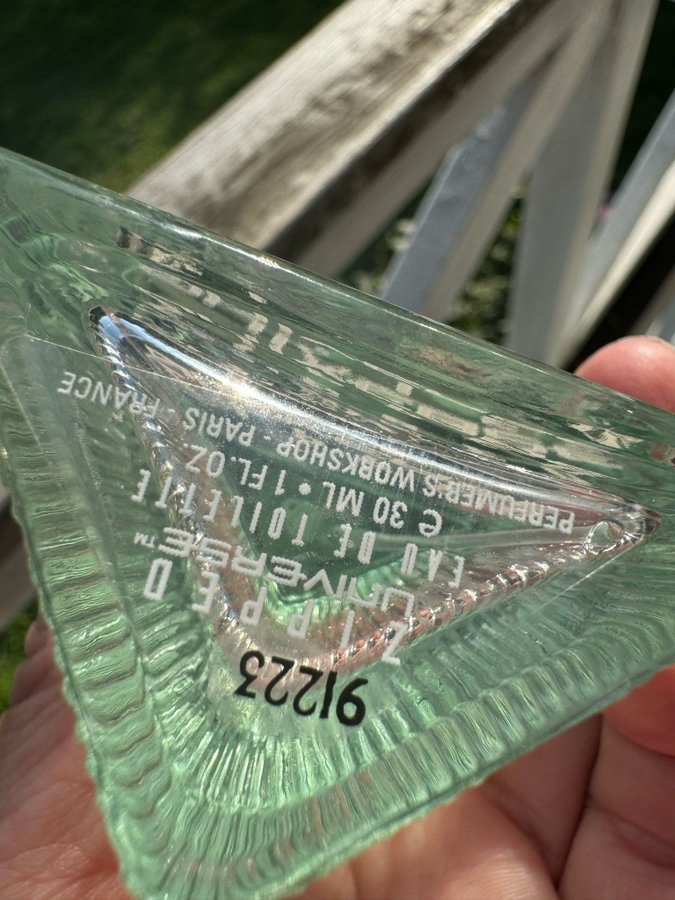 91223
ZIPPED
UNIVERSE™
EAU DE TOILETTE
℮ 30 ML • 1 FL.OZ.
PERFUMER'S WORKSHOP · PARIS · FRANCE